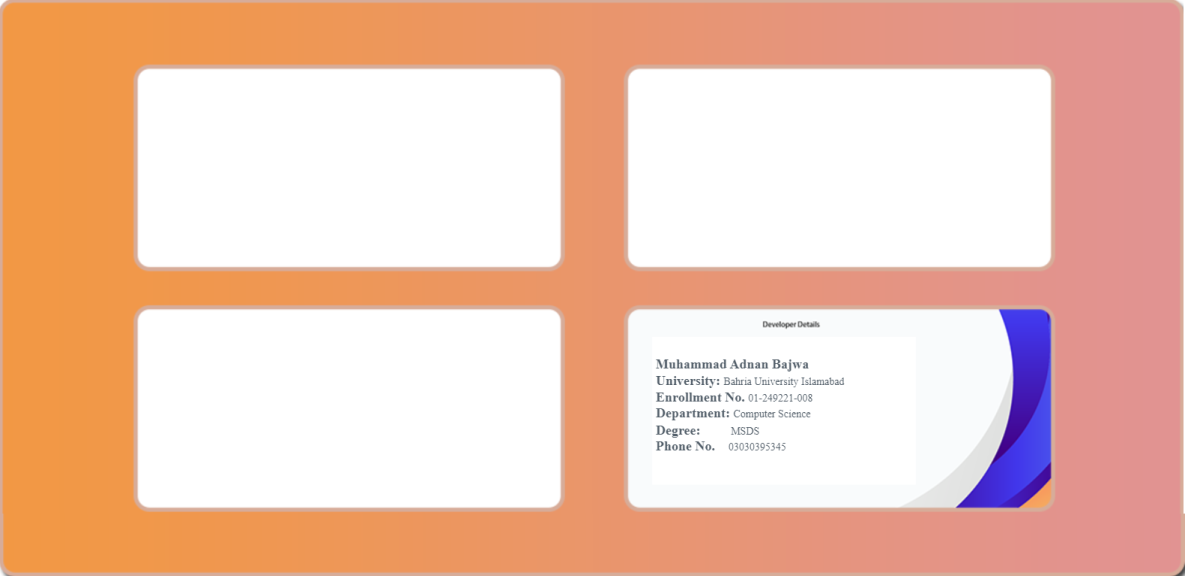 Developer Details
Muhammad Adnan Bajwa
University: Bahria University Islamabad
Enrollment No. 01-249221-008
Department: Computer Science
Degree: MSDS
Phone No. 03030395345